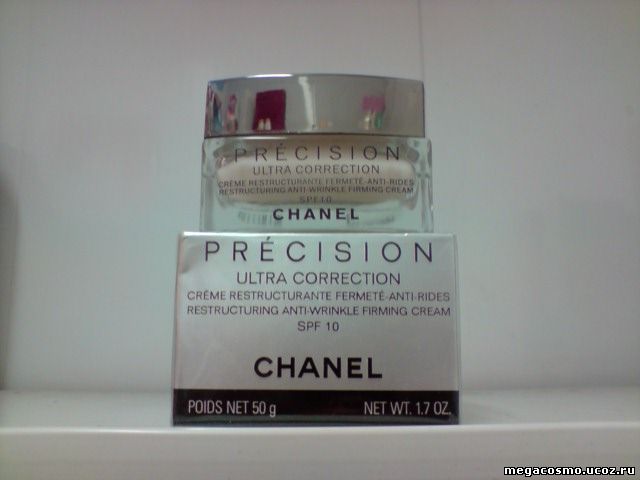 PRÉCISION
ULTRA CORRECTION
CRÈME RESTRUCTURANTE FERMETÉ-ANTI-RIDES
RESTRUCTURING ANTI-WRINKLE FIRMING CREAM
SPF 10
CHANEL
PRÉCISION
ULTRA CORRECTION
CRÈME RESTRUCTURANTE FERMETÉ-ANTI-RIDES
RESTRUCTURING ANTI-WRINKLE FIRMING CREAM
SPF 10
CHANEL
POIDS NET 50 g NET WT. 1.7 OZ.
megacosmo.ucoz.ru